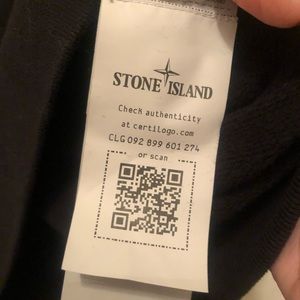 STONE ISLAND
Check authenticity
at certilogo.com
CLG 092 899 601 274
or scan